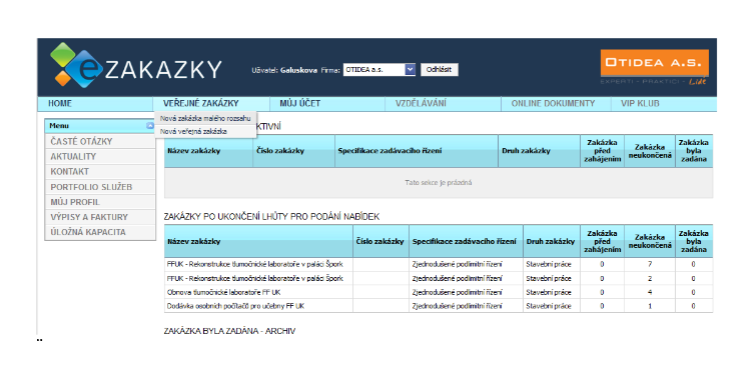 eZAKAZKY
Uživatel: Galuskova Firma: OTIDEA a.s. Odhlásit
OTIDEA A.S.
EXPERTI - PRAKTICI - Lidé
HOME VEŘEJNÉ ZAKÁZKY MŮJ ÚČET VZDĚLÁVÁNÍ ONLINE DOKUMENTY VIP KLUB
Menu
ČASTÉ OTÁZKY
AKTUALITY
KONTAKT
PORTFOLIO SLUŽEB
MŮJ PROFIL
VÝPISY A FAKTURY
ÚLOŽNÁ KAPACITA
Nová zakázka malého rozsahu
Nová veřejná zakázka
KTIVNÍ
Název zakázky Číslo zakázky Specifikace zadávacího řízení Druh zakázky Zakázka před zahájením Zakázka neukončená Zakázka byla zadána
Tato sekce je prázdná
ZAKÁZKY PO UKONČENÍ LHŮTY PRO PODÁNÍ NABÍDEK
Název zakázky Číslo zakázky Specifikace zadávacího řízení Druh zakázky Zakázka před zahájením Zakázka neukončená Zakázka byla zadána
FFUK - Rekonstrukce tlumočnické laboratoře v paláci Špork Zjednodušené podlimitní řízení Stavební práce 0 7 0
FFUK - Rekonstrukce tlumočnické laboratoře v paláci Špork Zjednodušené podlimitní řízení Stavební práce 0 2 0
Obnova tlumočnické laboratoře FF UK Zjednodušené podlimitní řízení Stavební práce 0 4 0
Dodávka osobních počítačů pro učebny FF UK Zjednodušené podlimitní řízení Stavební práce 0 1 0
ZAKÁZKA BYLA ZADÁNA - ARCHIV
..